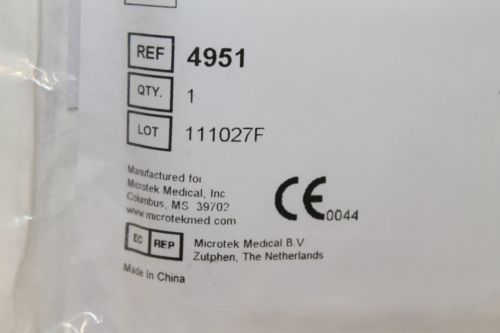 REF 4951
QTY. 1
LOT 111027F
Manufactured for
Microtek Medical, Inc
Columbus, MS 39702
www.microtekmed.com
CE 0044
EC REP Microtek Medical B.V.
Zutphen, The Netherlands
Made In China